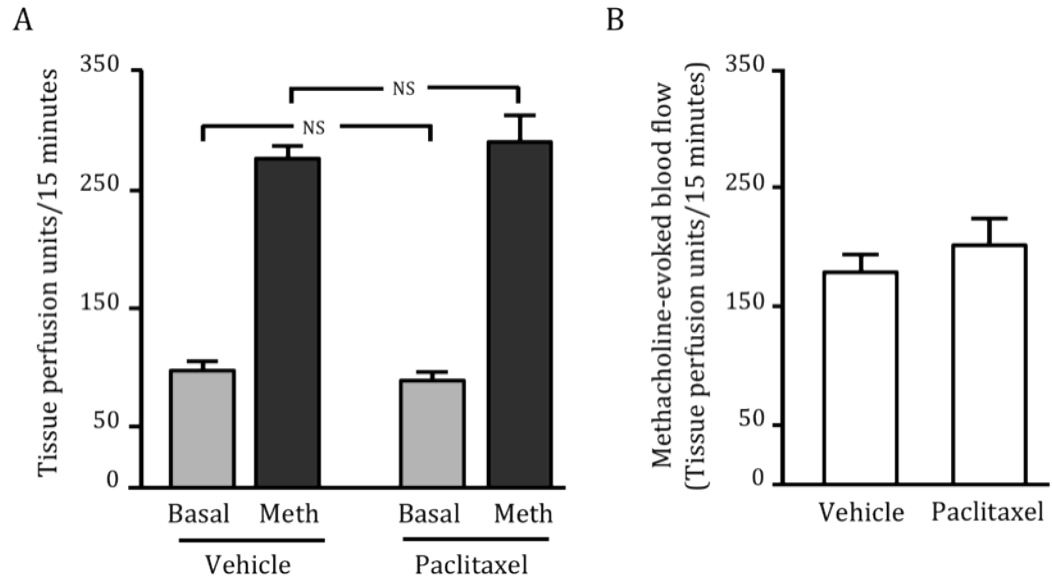 A
Tissue perfusion units/15 minutes
350
250
150
50
0
NS
NS
Basal Meth Basal Meth
Vehicle Paclitaxel
B
Methacholine-evoked blood flow
(Tissue perfusion units/15 minutes)
350
250
150
50
0
Vehicle Paclitaxel